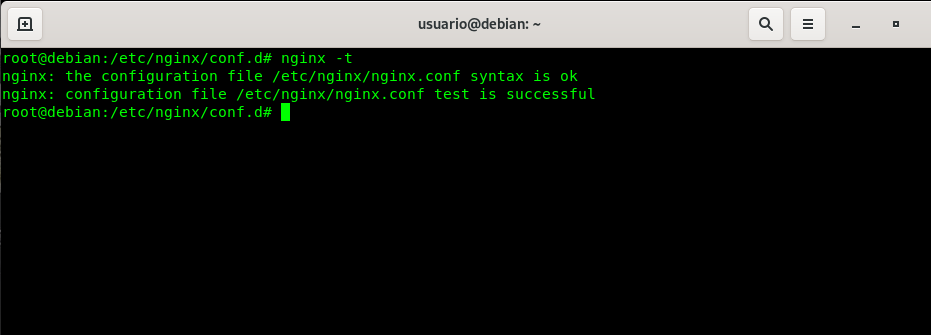 usuario@debian: ~
root@debian:/etc/nginx/conf.d# nginx -t
nginx: the configuration file /etc/nginx/nginx.conf syntax is ok
nginx: configuration file /etc/nginx/nginx.conf test is successful
root@debian:/etc/nginx/conf.d#